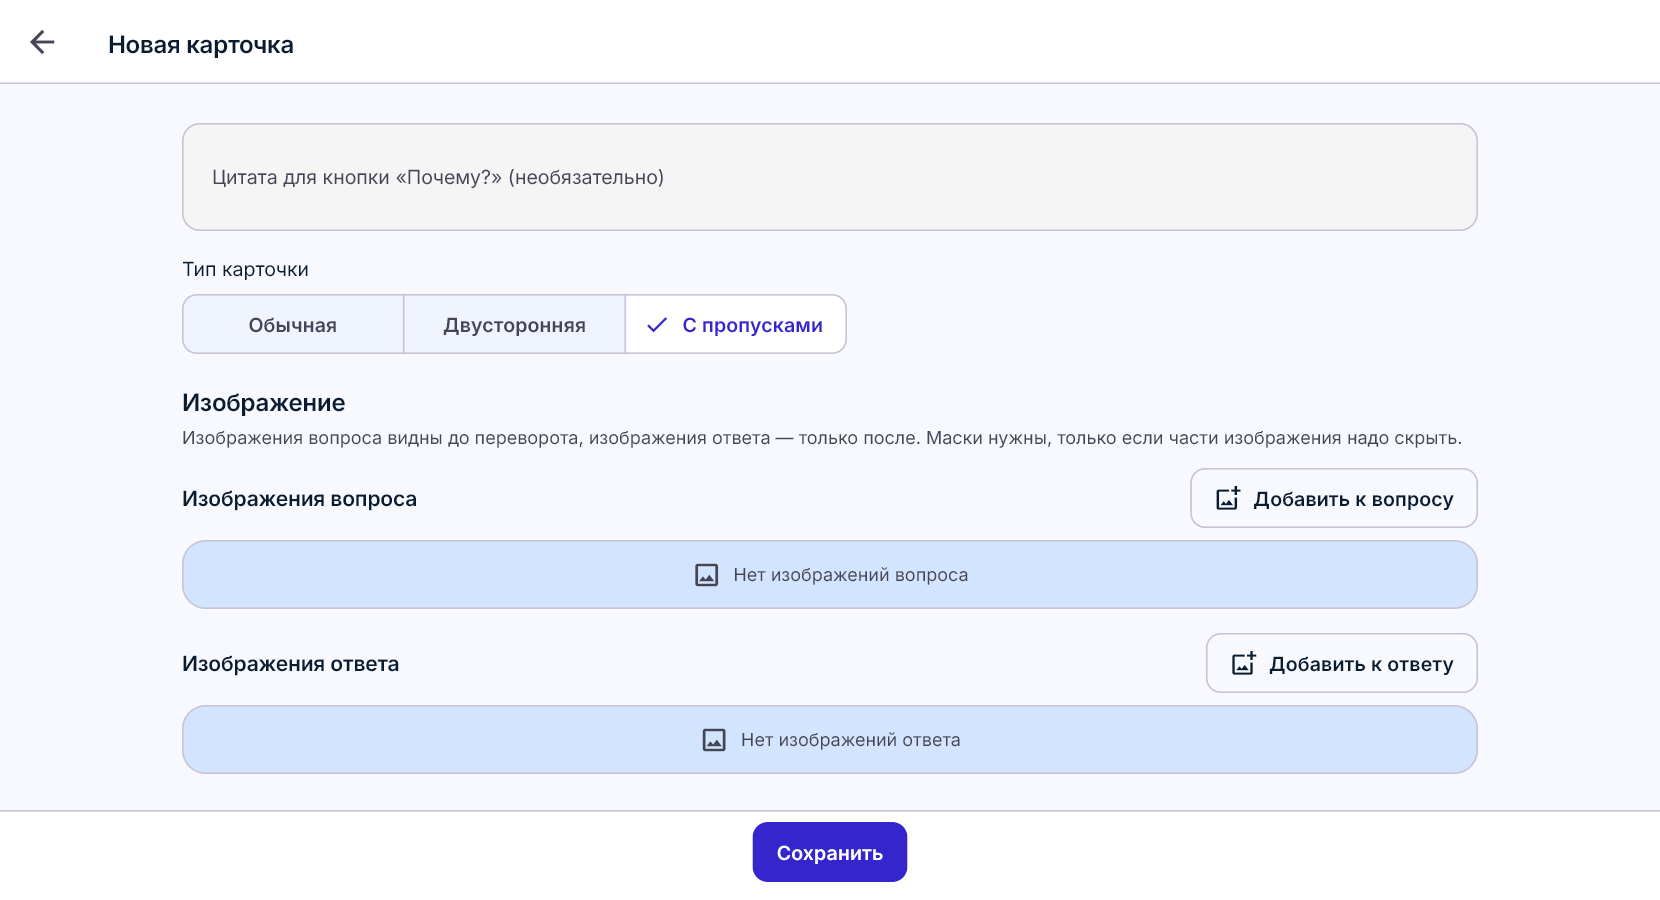 Новая карточка
Цитата для кнопки «Почему?» (необязательно)
Тип карточки
Обычная
Двусторонняя
С пропусками
Изображение
Изображения вопроса видны до переворота, изображения ответа — только после. Маски нужны, только если части изображения надо скрыть.
Изображения вопроса
Добавить к вопросу
Нет изображений вопроса
Изображения ответа
Добавить к ответу
Нет изображений ответа
Сохранить